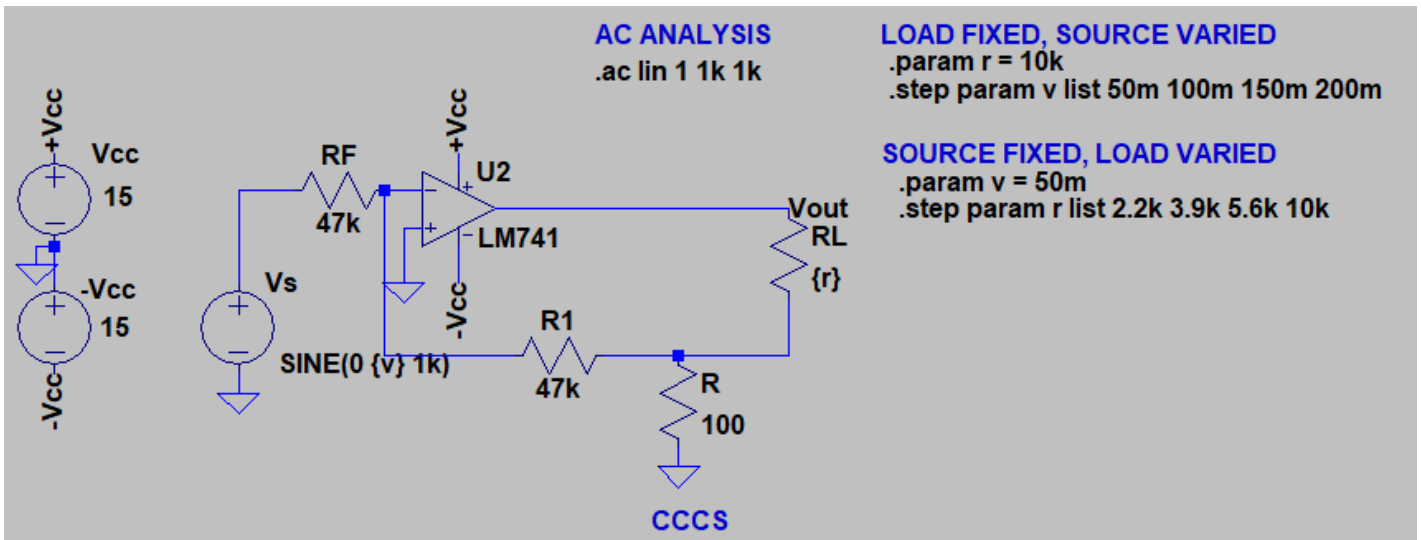 AC ANALYSIS
.ac lin 1 1k 1k
LOAD FIXED, SOURCE VARIED
.param r = 10k
.step param v list 50m 100m 150m 200m
SOURCE FIXED, LOAD VARIED
.param v = 50m
.step param r list 2.2k 3.9k 5.6k 10k
+Vcc
Vcc
15
-Vcc
15
-Vcc
Vs
SINE(0 {v} 1k)
RF
47k
+Vcc
U2
LM741
-Vcc
Vout
RL
{r}
R1
47k
R
100
CCCS